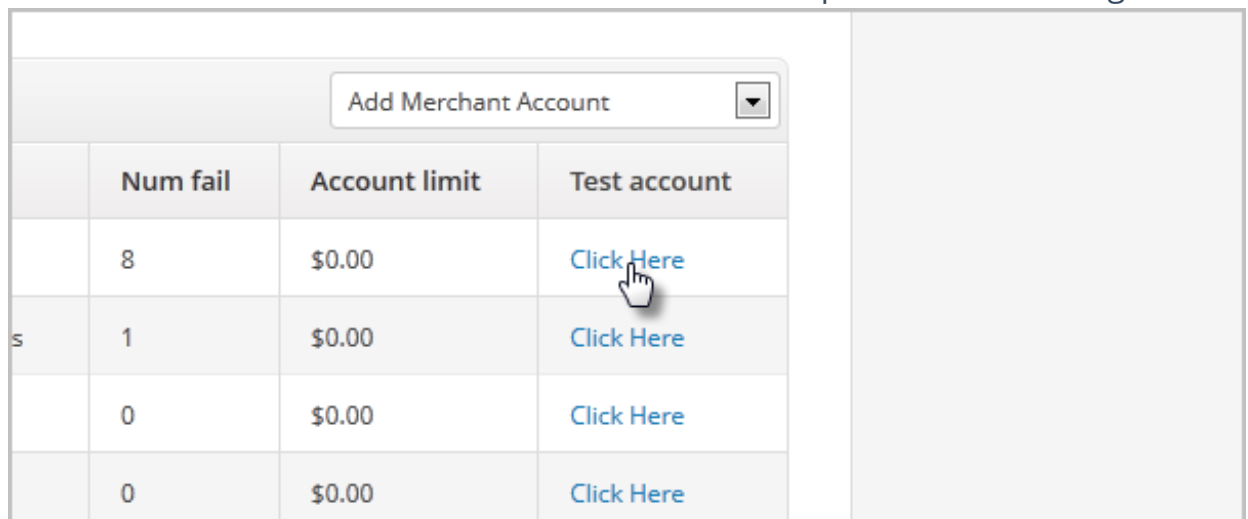 Add Merchant Account
Num fail Account limit Test account
8 $0.00 Click Here
s 1 $0.00 Click Here
0 $0.00 Click Here
0 $0.00 Click Here